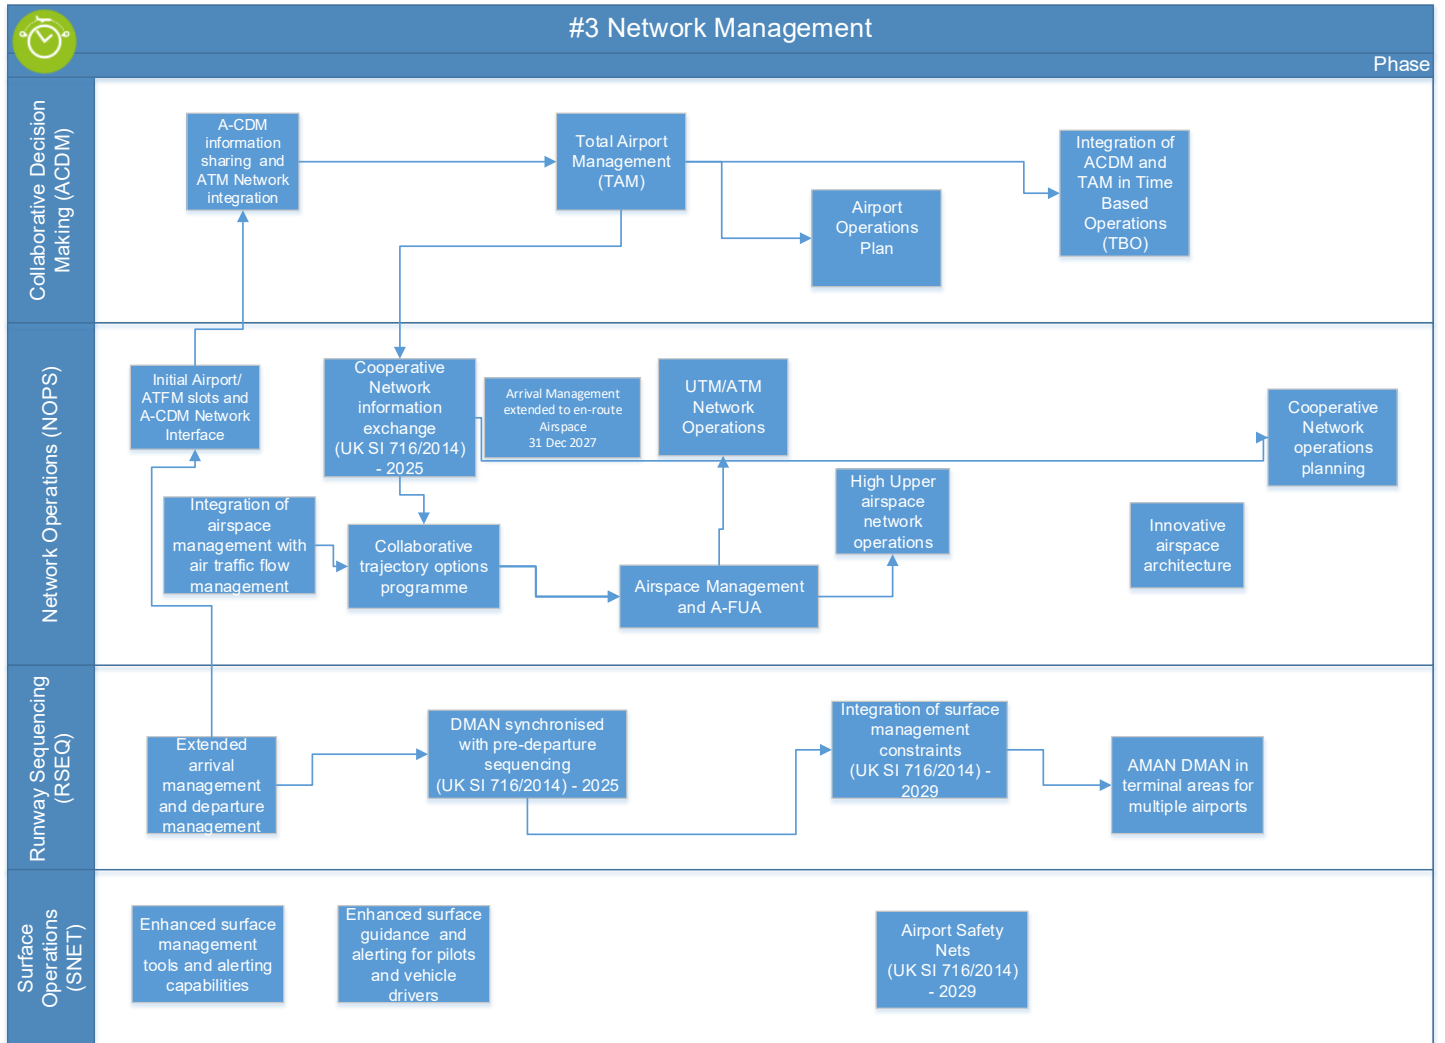 #3 Network Management
Phase
Collaborative Decision
Making (ACDM)
A-CDM
information
sharing and
ATM Network
integration
Total Airport
Management
(TAM)
Airport
Operations
Plan
Integration of
ACDM and
TAM in Time
Based
Operations
(TBO)
Network Operations (NOPS)
Initial Airport/
ATFM slots and
A-CDM Network
Interface
Cooperative
Network
information
exchange
(UK SI 716/2014)
- 2025
Arrival Management
extended to en-route
Airspace
31 Dec 2027
UTM/ATM
Network
Operations
Cooperative
Network
operations
planning
Integration of
airspace
management with
air traffic flow
management
Collaborative
trajectory options
programme
Airspace Management
and A-FUA
High Upper
airspace
network
operations
Innovative
airspace
architecture
Runway Sequencing
(RSEQ)
Extended
arrival
management
and departure
management
DMAN synchronised
with pre-departure
sequencing
(UK SI 716/2014) - 2025
Integration of surface
management
constraints
(UK SI 716/2014) -
2029
AMAN DMAN in
terminal areas for
multiple airports
Surface
Operations
(SNET)
Enhanced surface
management
tools and alerting
capabilities
Enhanced surface
guidance and
alerting for pilots
and vehicle
drivers
Airport Safety
Nets
(UK SI 716/2014)
- 2029